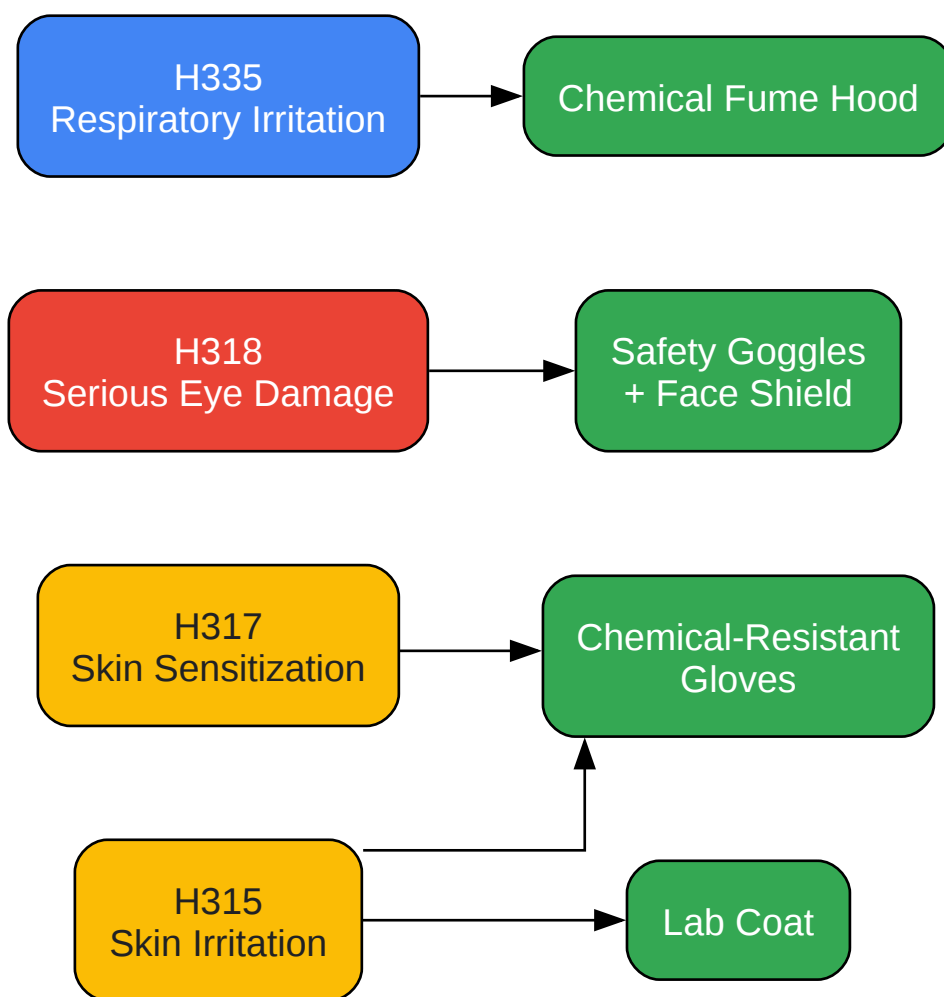 H335
Respiratory Irritation
Chemical Fume Hood
H318
Serious Eye Damage
Safety Goggles
+ Face Shield
H317
Skin Sensitization
Chemical-Resistant
Gloves
H315
Skin Irritation
Lab Coat